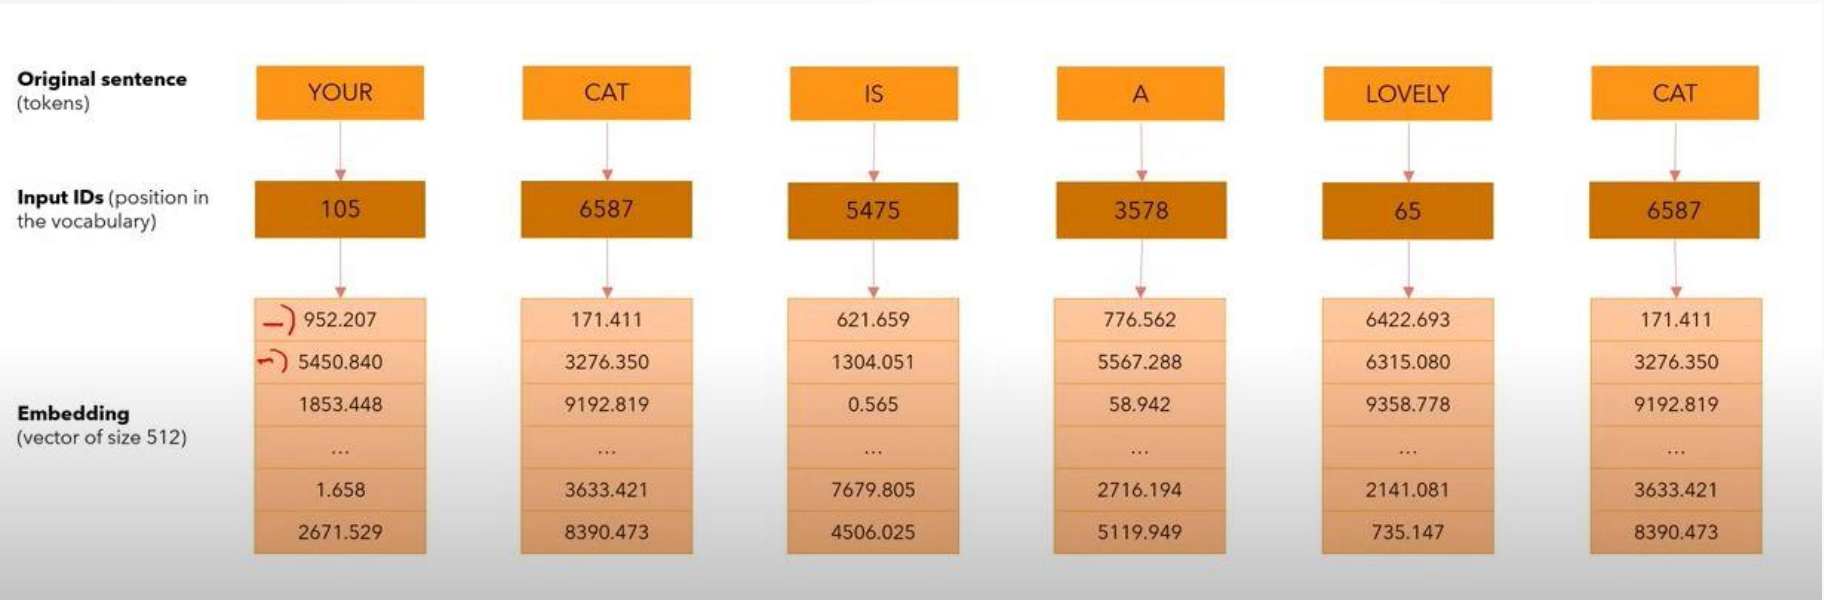 Original sentence
(tokens)
YOUR CAT IS A LOVELY CAT
Input IDs (position in
the vocabulary)
105 6587 5475 3578 65 6587
Embedding
(vector of size 512)
952.207 171.411 621.659 776.562 6422.693 171.411
5450.840 3276.350 1304.051 5567.288 6315.080 3276.350
1853.448 9192.819 0.565 58.942 9358.778 9192.819
... ... ... ... ... ...
1.658 3633.421 7679.805 2716.194 2141.081 3633.421
2671.529 8390.473 4506.025 5119.949 735.147 8390.473